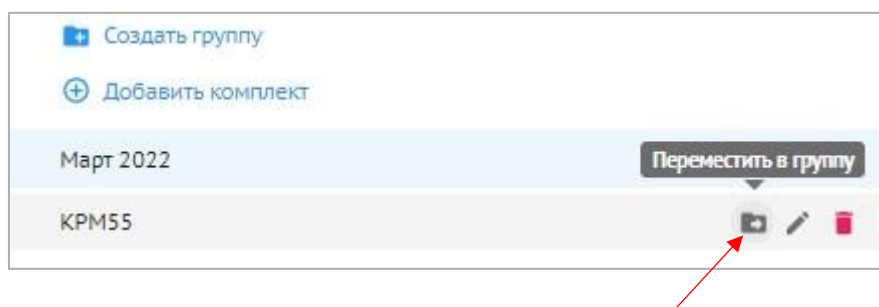 Создать группу
Добавить комплект
Март 2022
Переместить в группу
КРМ55